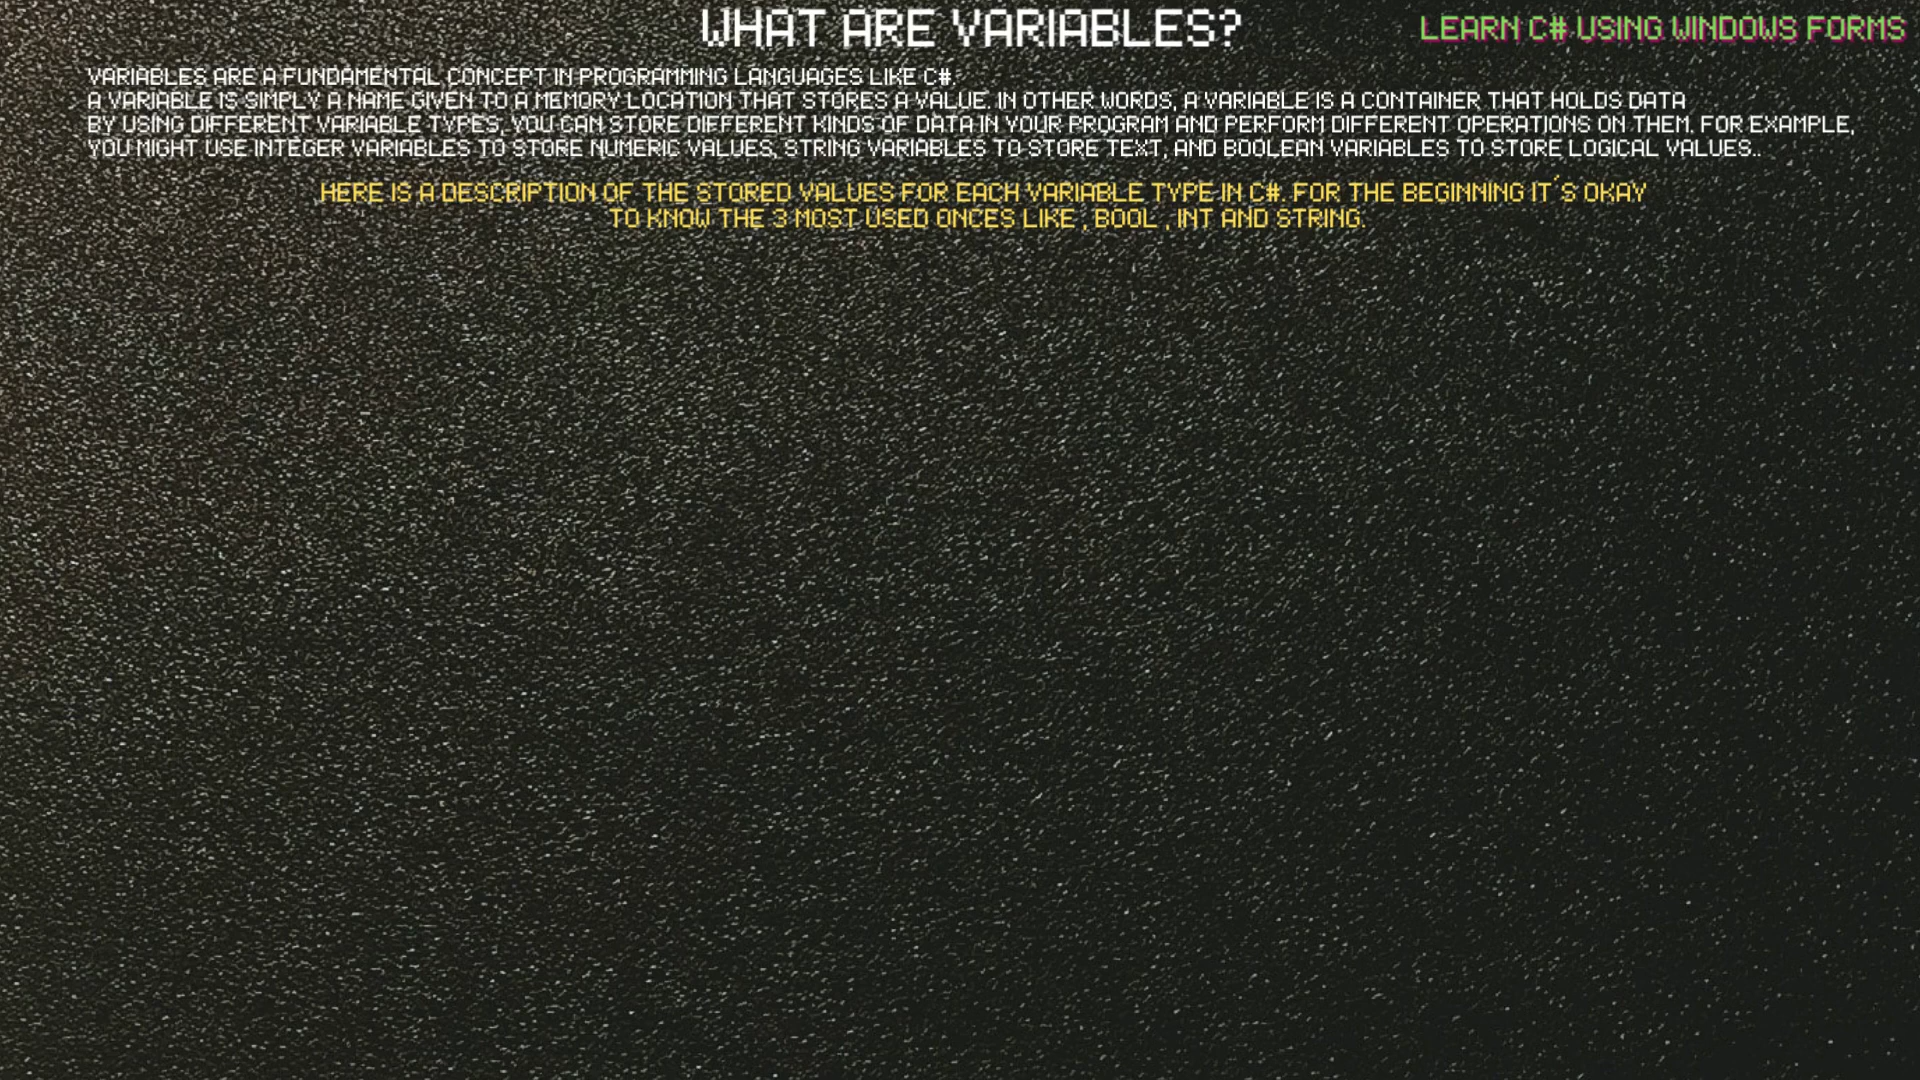 WHAT ARE VARIABLES?
LEARN C# USING WINDOWS FORMS
VARIABLES ARE A FUNDAMENTAL CONCEPT IN PROGRAMMING LANGUAGES LIKE C#.
A VARIABLE IS SIMPLY A NAME GIVEN TO A MEMORY LOCATION THAT STORES A VALUE. IN OTHER WORDS, A VARIABLE IS A CONTAINER THAT HOLDS DATA
BY USING DIFFERENT VARIABLE TYPES, YOU CAN STORE DIFFERENT KINDS OF DATA IN YOUR PROGRAM AND PERFORM DIFFERENT OPERATIONS ON THEM. FOR EXAMPLE,
YOU MIGHT USE INTEGER VARIABLES TO STORE NUMERIC VALUES, STRING VARIABLES TO STORE TEXT, AND BOOLEAN VARIABLES TO STORE LOGICAL VALUES..
HERE IS A DESCRIPTION OF THE STORED VALUES FOR EACH VARIABLE TYPE IN C#. FOR THE BEGINNING IT´S OKAY
TO KNOW THE 3 MOST USED ONCES LIKE , BOOL , INT AND STRING.